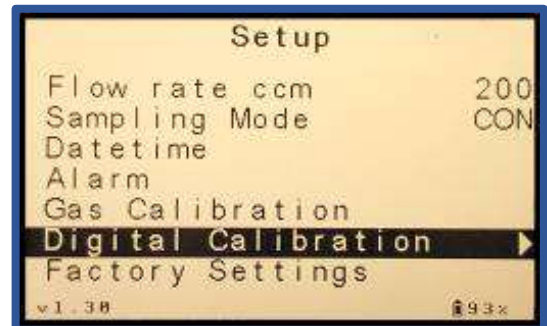 Setup
Flow rate ccm 200
Sampling Mode CON
Datetime
Alarm
Gas Calibration
Digital Calibration
Factory Settings
v1.30 93%